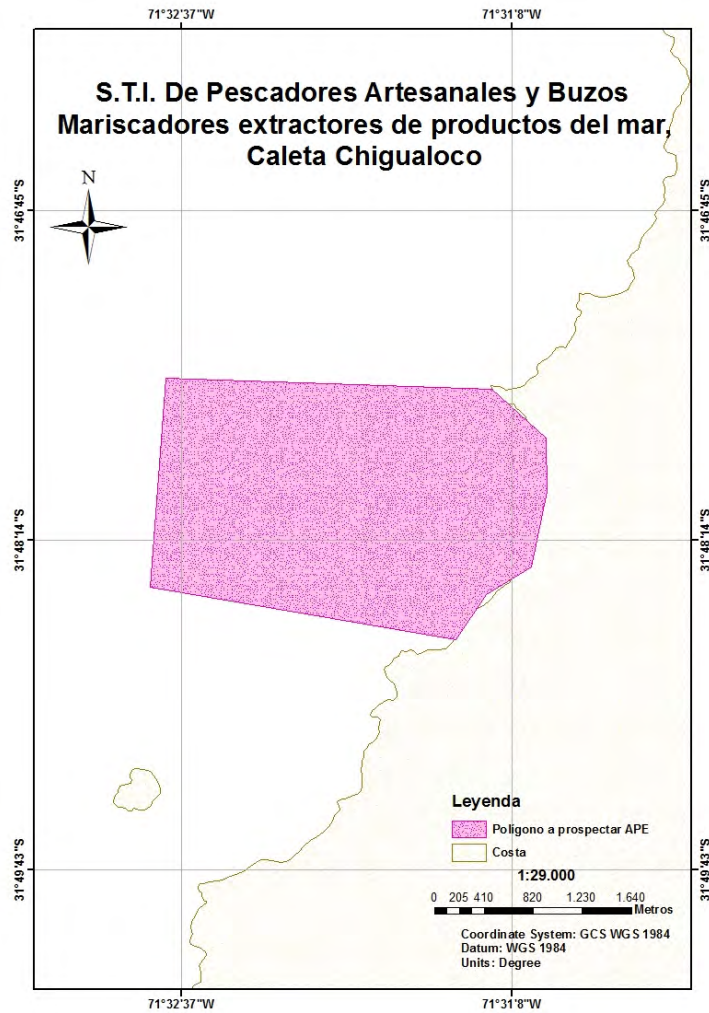 71°32'37"W
71°31'8"W
S.T.I. De Pescadores Artesanales y Buzos
Mariscadores extractores de productos del mar,
Caleta Chigualoco
N
31°46'45"S
31°46'45"S
31°48'14"S
31°48'14"S
31°49'43"S
31°49'43"S
Leyenda
Polígono a prospectar APE
Costa
1:29.000
0 205 410 820 1.230 1.640
Metros
Coordinate System: GCS WGS 1984
Datum: WGS 1984
Units: Degree
71°32'37"W
71°31'8"W